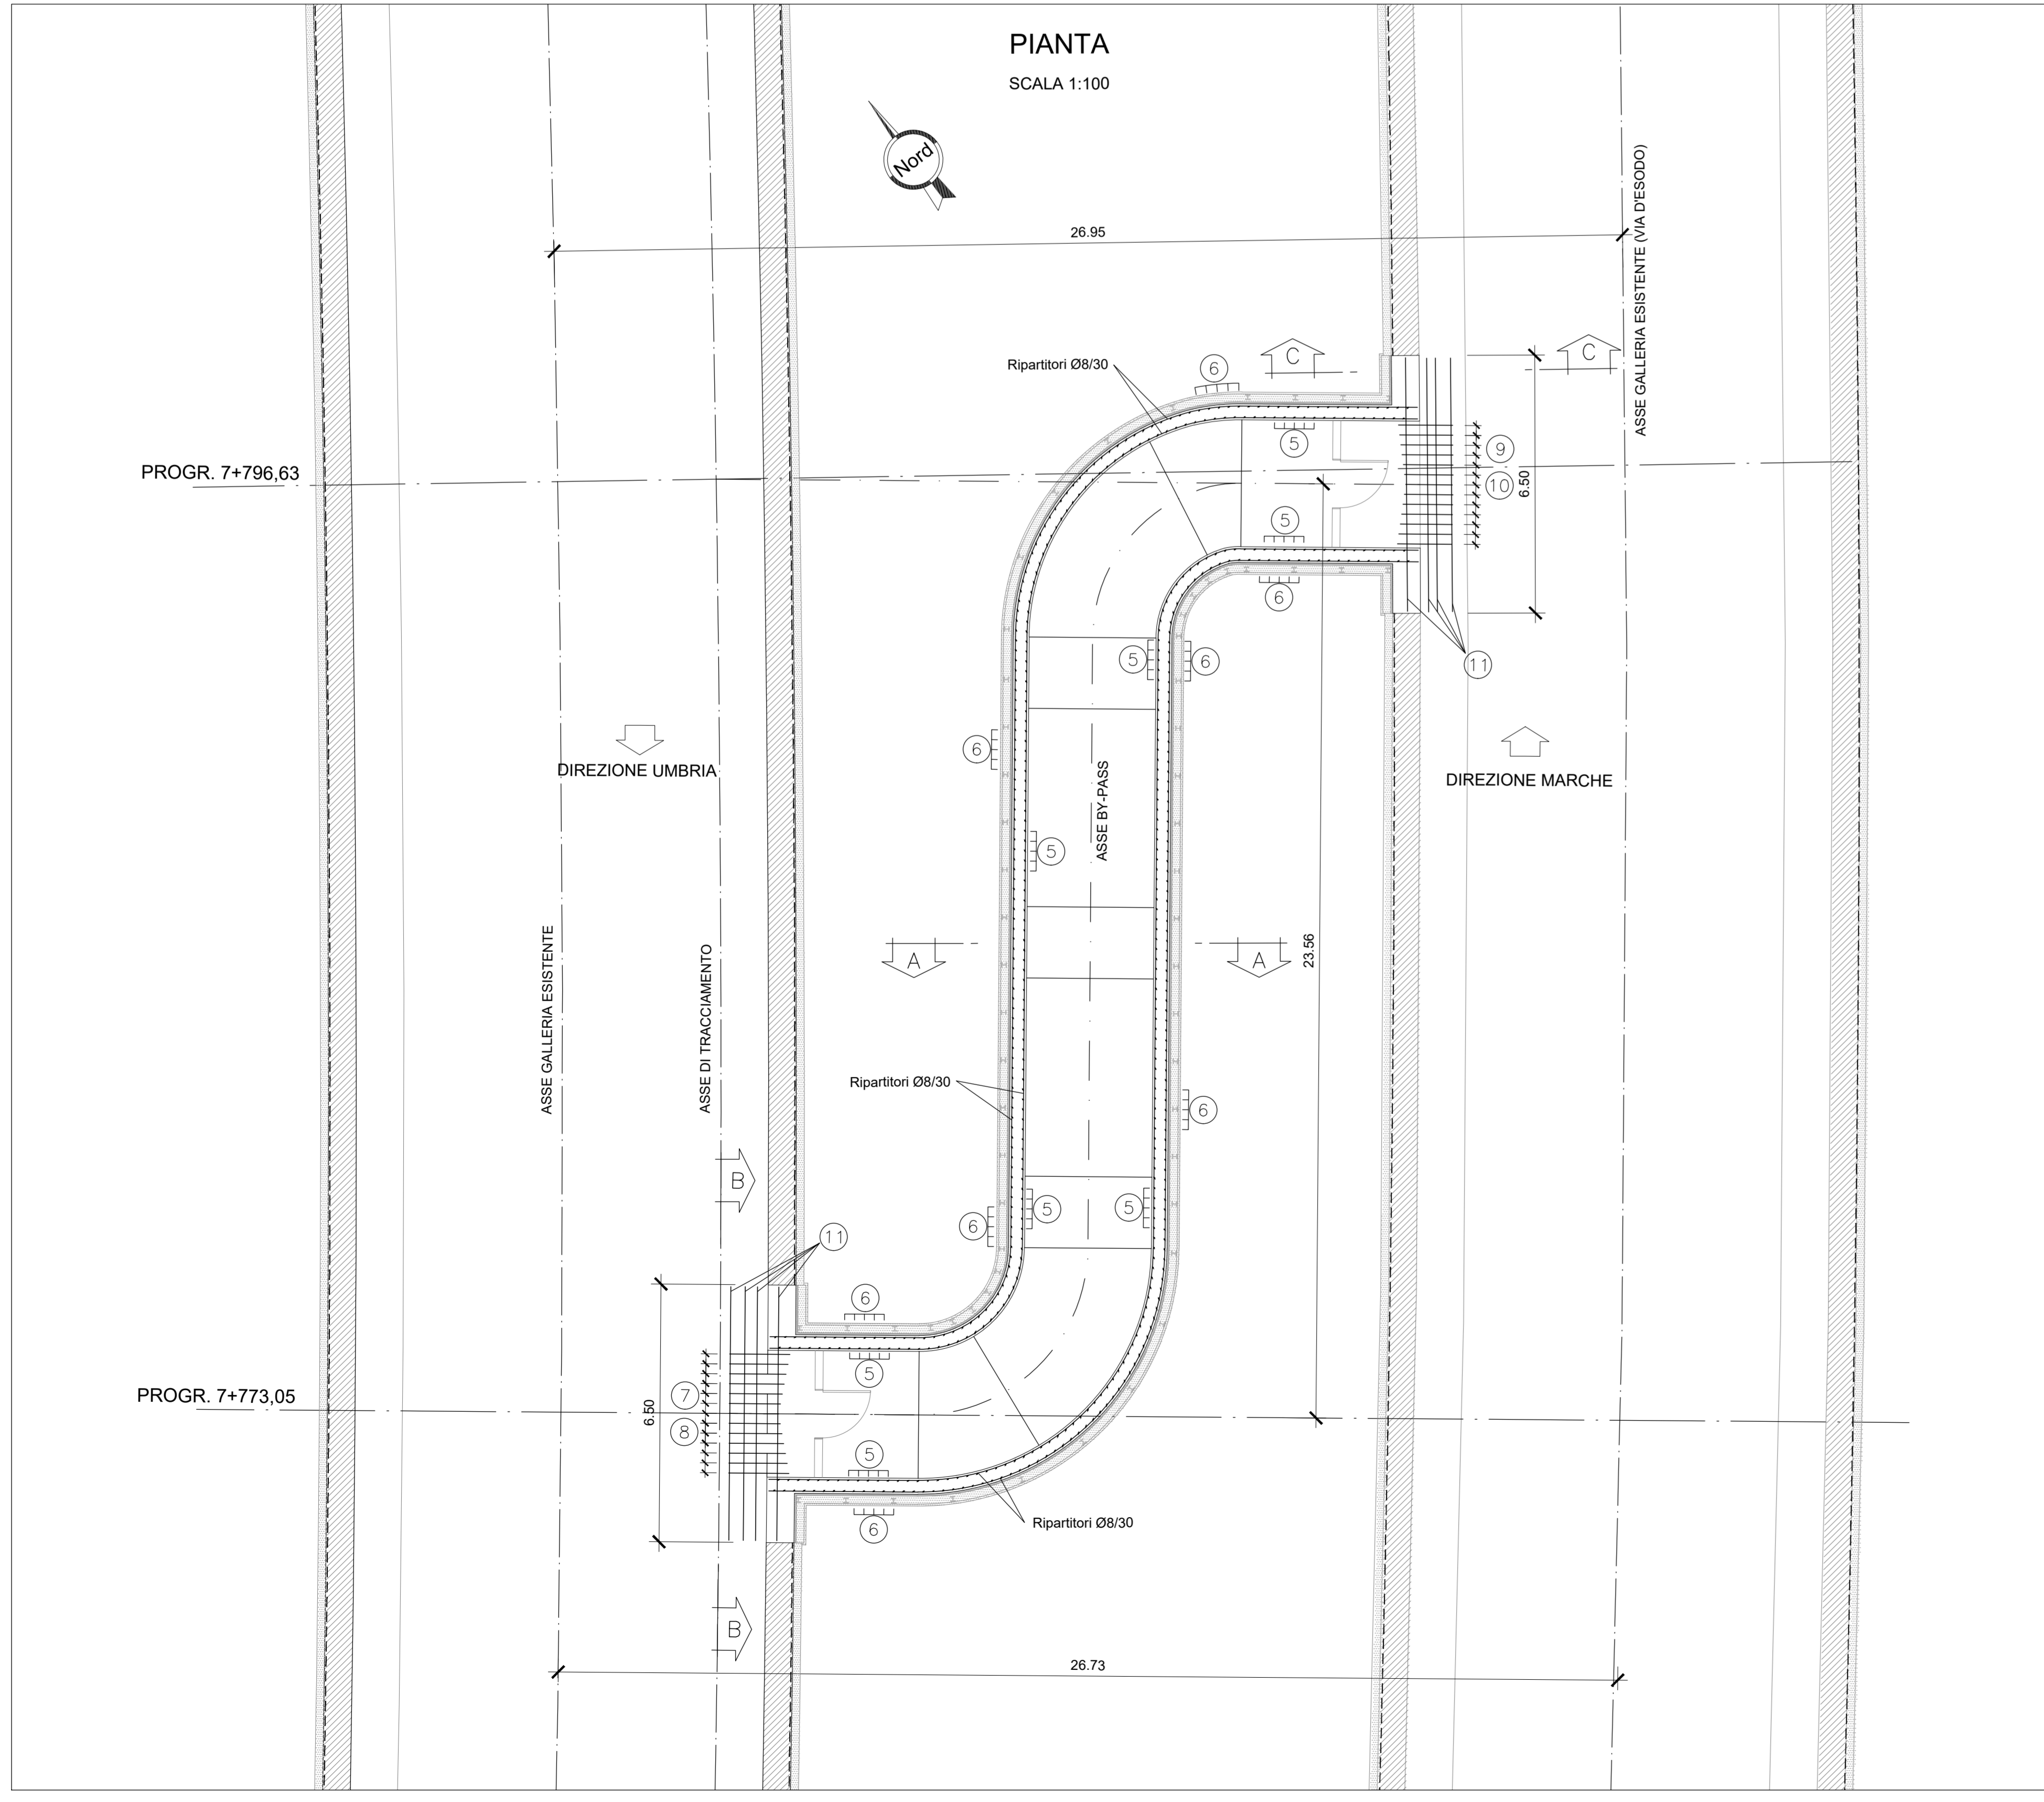 PIANTA
SCALA 1:100
Nord
26.95
ASSE GALLERIA ESISTENTE (VIA D'ESODO)
C
C
Ripartitori Ø8/30
6
5
9
PROGR. 7+796,63
10
6.50
5
6
5
6
11
6
DIREZIONE UMBRIA
DIREZIONE MARCHE
ASSE BY-PASS
5
A
A
23.56
ASSE GALLERIA ESISTENTE
ASSE DI TRACCIAMENTO
Ripartitori Ø8/30
6
B
5
5
6
11
6
5
7
PROGR. 7+773,05
6.50
8
5
6
Ripartitori Ø8/30
B
26.73